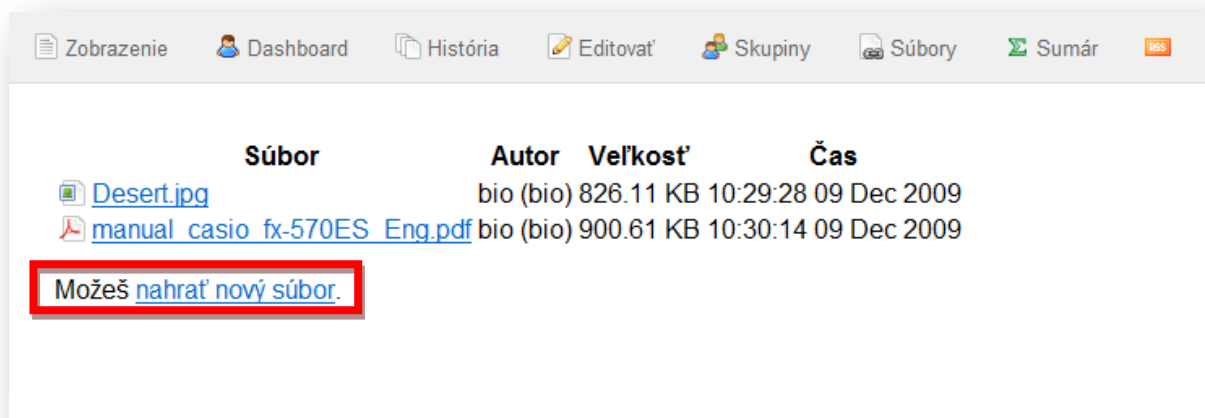 Zobrazenie Dashboard História Editovať Skupiny Súbory Sumár RSS
Súbor Autor Veľkosť Čas
Desert.jpg bio (bio) 826.11 KB 10:29:28 09 Dec 2009
manual_casio_fx-570ES_Eng.pdf bio (bio) 900.61 KB 10:30:14 09 Dec 2009
Možeš nahrať nový súbor.